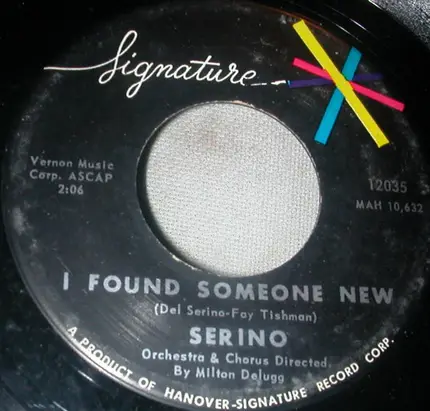 Signature
Vernon Music
Corp. ASCAP
2:06
12035
MAH 10,632
I FOUND SOMEONE NEW
(Del Serino-Fay Tishman)
SERINO
Orchestra & Chorus Directed
By Milton Delugg
A PRODUCT OF HANOVER-SIGNATURE RECORD CORP.